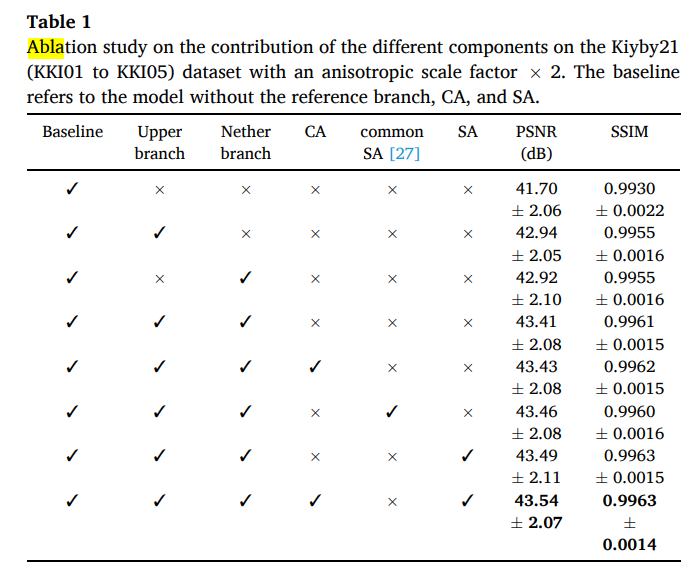 Table 1
Ablation study on the contribution of the different components on the Kiyby21
(KKI01 to KKI05) dataset with an anisotropic scale factor × 2. The baseline
refers to the model without the reference branch, CA, and SA.
Baseline Upper branch Nether branch CA common SA [27] SA PSNR (dB) SSIM
✓ × × × × × 41.70 ± 2.06 0.9930 ± 0.0022
✓ ✓ × × × × 42.94 ± 2.05 0.9955 ± 0.0016
✓ × ✓ × × × 42.92 ± 2.10 0.9955 ± 0.0016
✓ ✓ ✓ × × × 43.41 ± 2.08 0.9961 ± 0.0015
✓ ✓ ✓ ✓ × × 43.43 ± 2.08 0.9962 ± 0.0015
✓ ✓ ✓ × ✓ × 43.46 ± 2.08 0.9960 ± 0.0016
✓ ✓ ✓ × × ✓ 43.49 ± 2.11 0.9963 ± 0.0015
✓ ✓ ✓ ✓ × ✓ 43.54 ± 2.07 0.9963 ± 0.0014